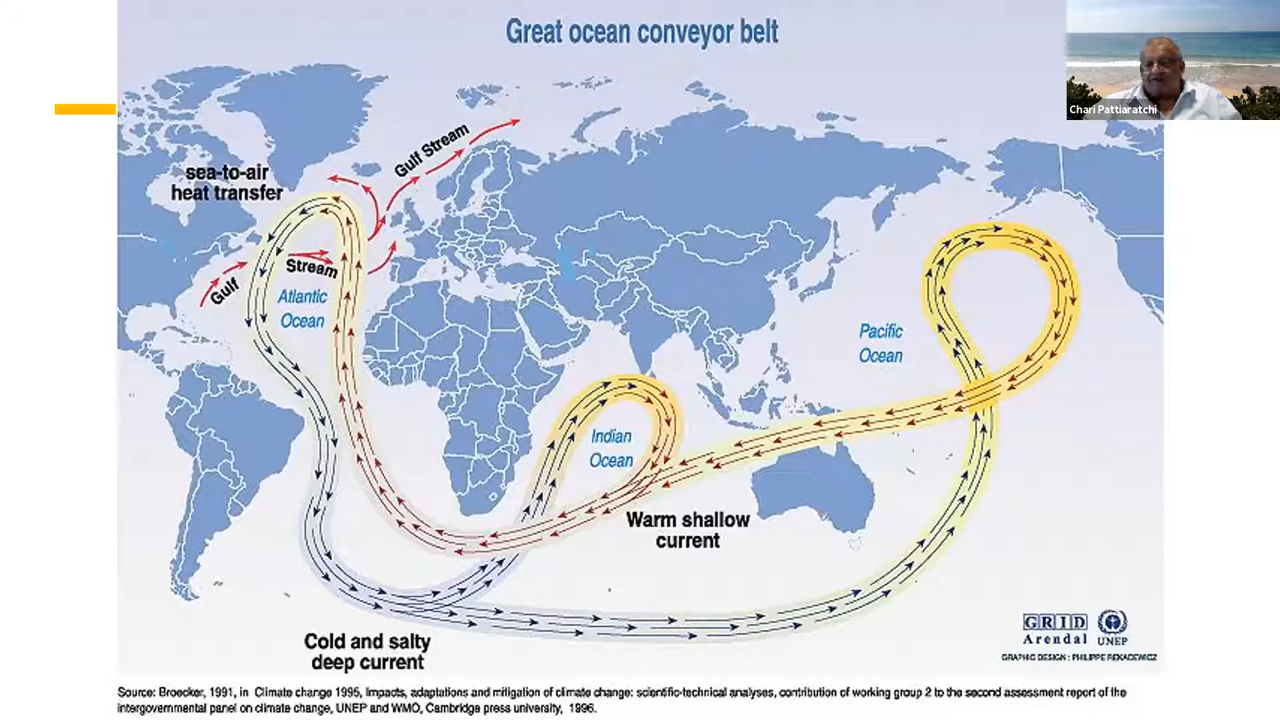 Great ocean conveyor belt
Chari Pattiaratchi
sea-to-air
heat transfer
Gulf Stream
Gulf
Stream
Atlantic
Ocean
Pacific
Ocean
Indian
Ocean
Warm shallow
current
Cold and salty
deep current
GRID
Arendal
UNEP
GRAPHIC DESIGN : PHILIPPE REKACEWICZ
Source: Broecker, 1991, in Climate change 1995, Impacts, adaptations and mitigation of climate change: scientific-technical analyses, contribution of working group 2 to the second assessment report of the
intergovernmental panel on climate change, UNEP and WMO, Cambridge press university, 1996.